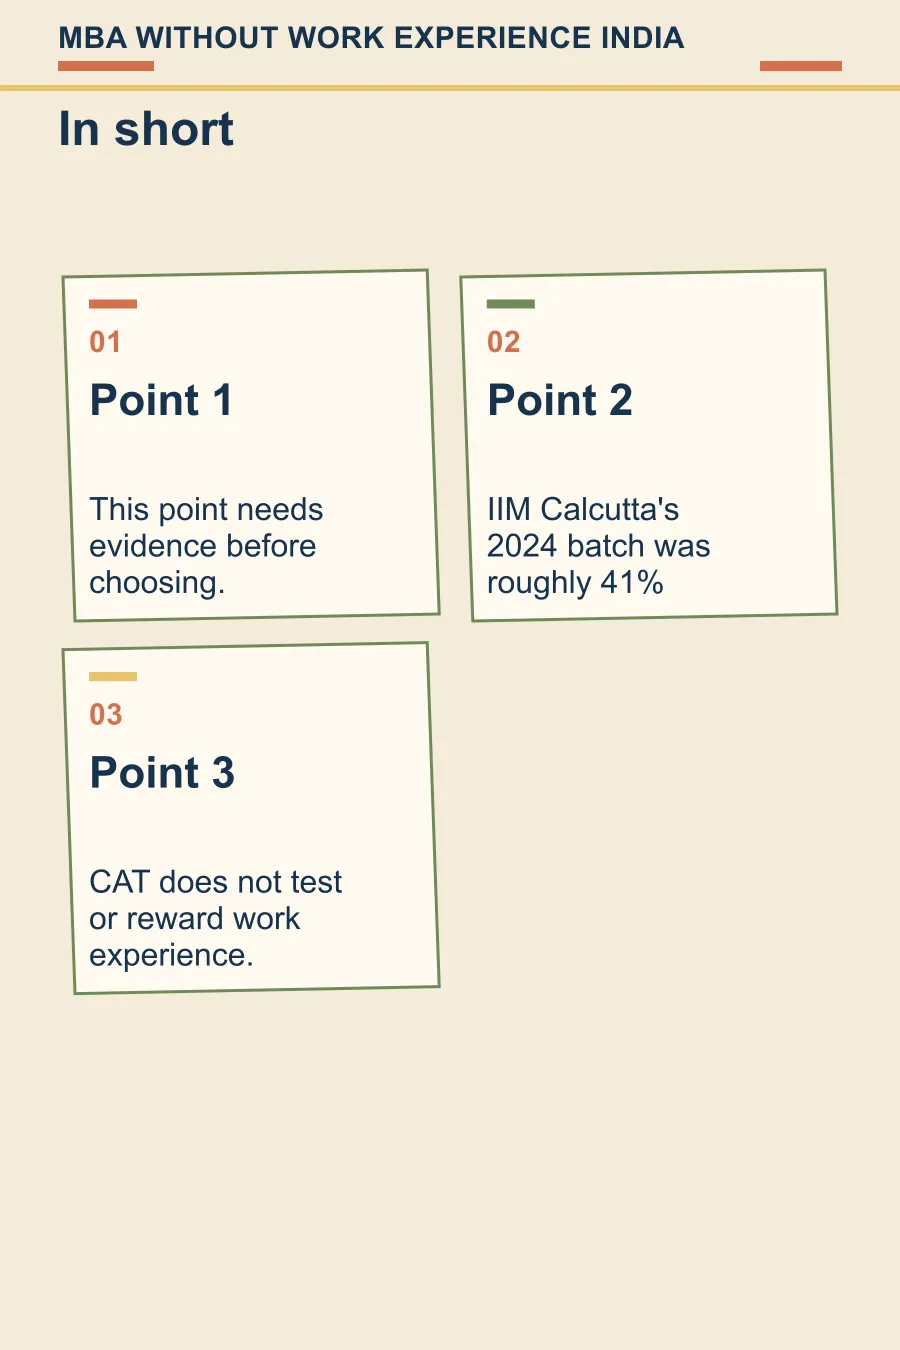 MBA WITHOUT WORK EXPERIENCE INDIA
In short
01
Point 1
This point needs
evidence before
choosing.
02
Point 2
IIM Calcutta's
2024 batch was
roughly 41%
03
Point 3
CAT does not test
or reward work
experience.